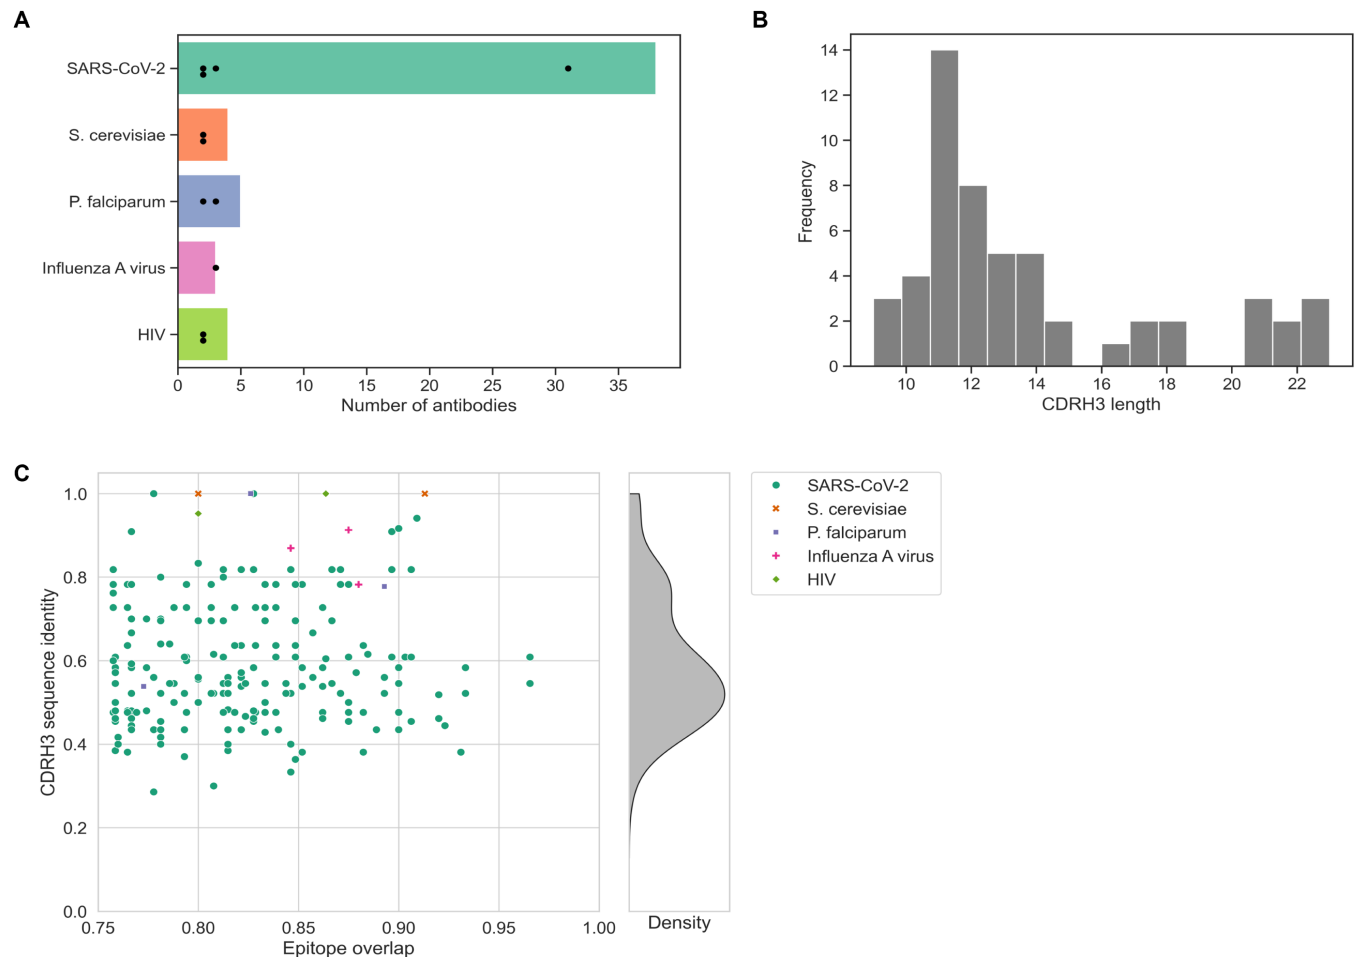 A
SARS-CoV-2
S. cerevisiae
P. falciparum
Influenza A virus
HIV
0 5 10 15 20 25 30 35
Number of antibodies
B
14
12
10
8
6
4
2
0
Frequency
10 12 14 16 18 20 22
CDRH3 length
C
1.0
0.8
0.6
0.4
0.2
0.0
CDRH3 sequence identity
0.75 0.80 0.85 0.90 0.95 1.00
Epitope overlap
Density
SARS-CoV-2
S. cerevisiae
P. falciparum
Influenza A virus
HIV